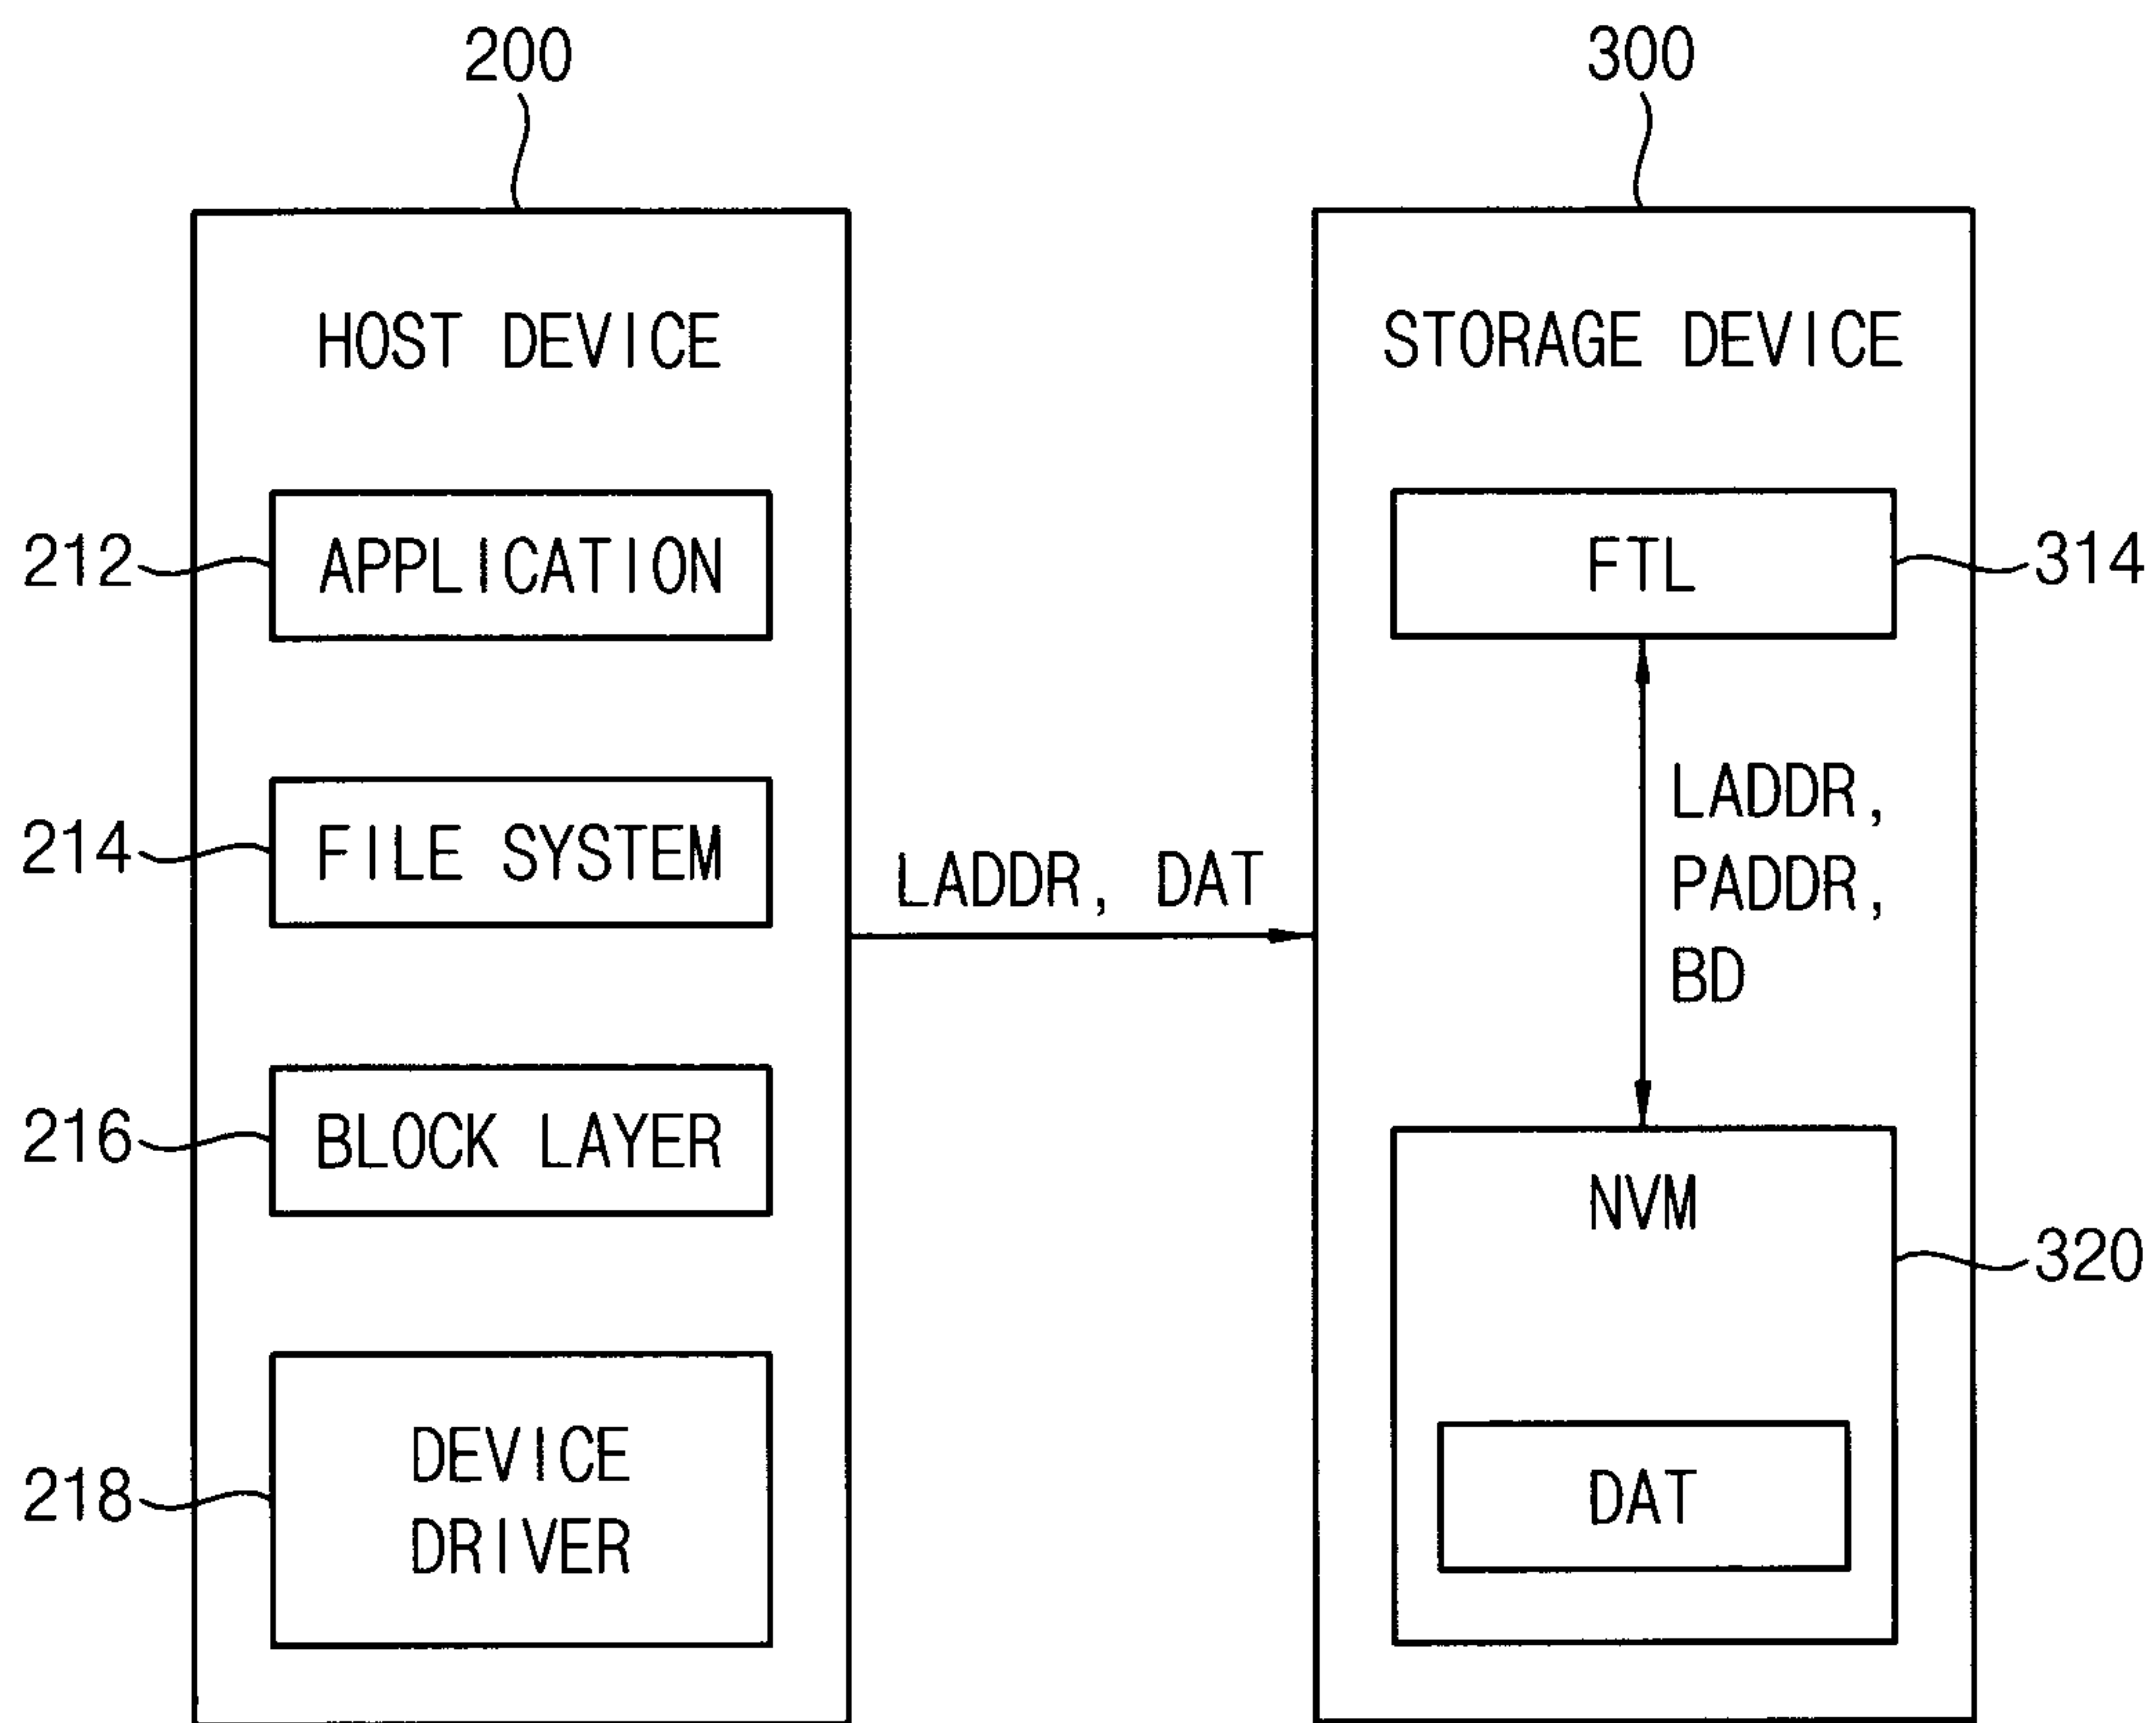 200
300
HOST DEVICE
STORAGE DEVICE
212
APPLICATION
FTL
314
214
FILE SYSTEM
LADDR, DAT
LADDR,
PADDR,
BD
216
BLOCK LAYER
NVM
320
218
DEVICE
DRIVER
DAT